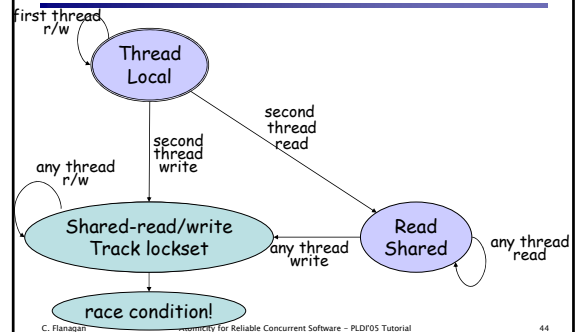 first thread
r/w
Thread
Local
second
thread
read
second
thread
write
any thread
r/w
Shared-read/write
Track lockset
any thread
write
Read
Shared
any thread
read
race condition!
C. Flanagan
Atomicity for Reliable Concurrent Software - PLDI'05 Tutorial
44